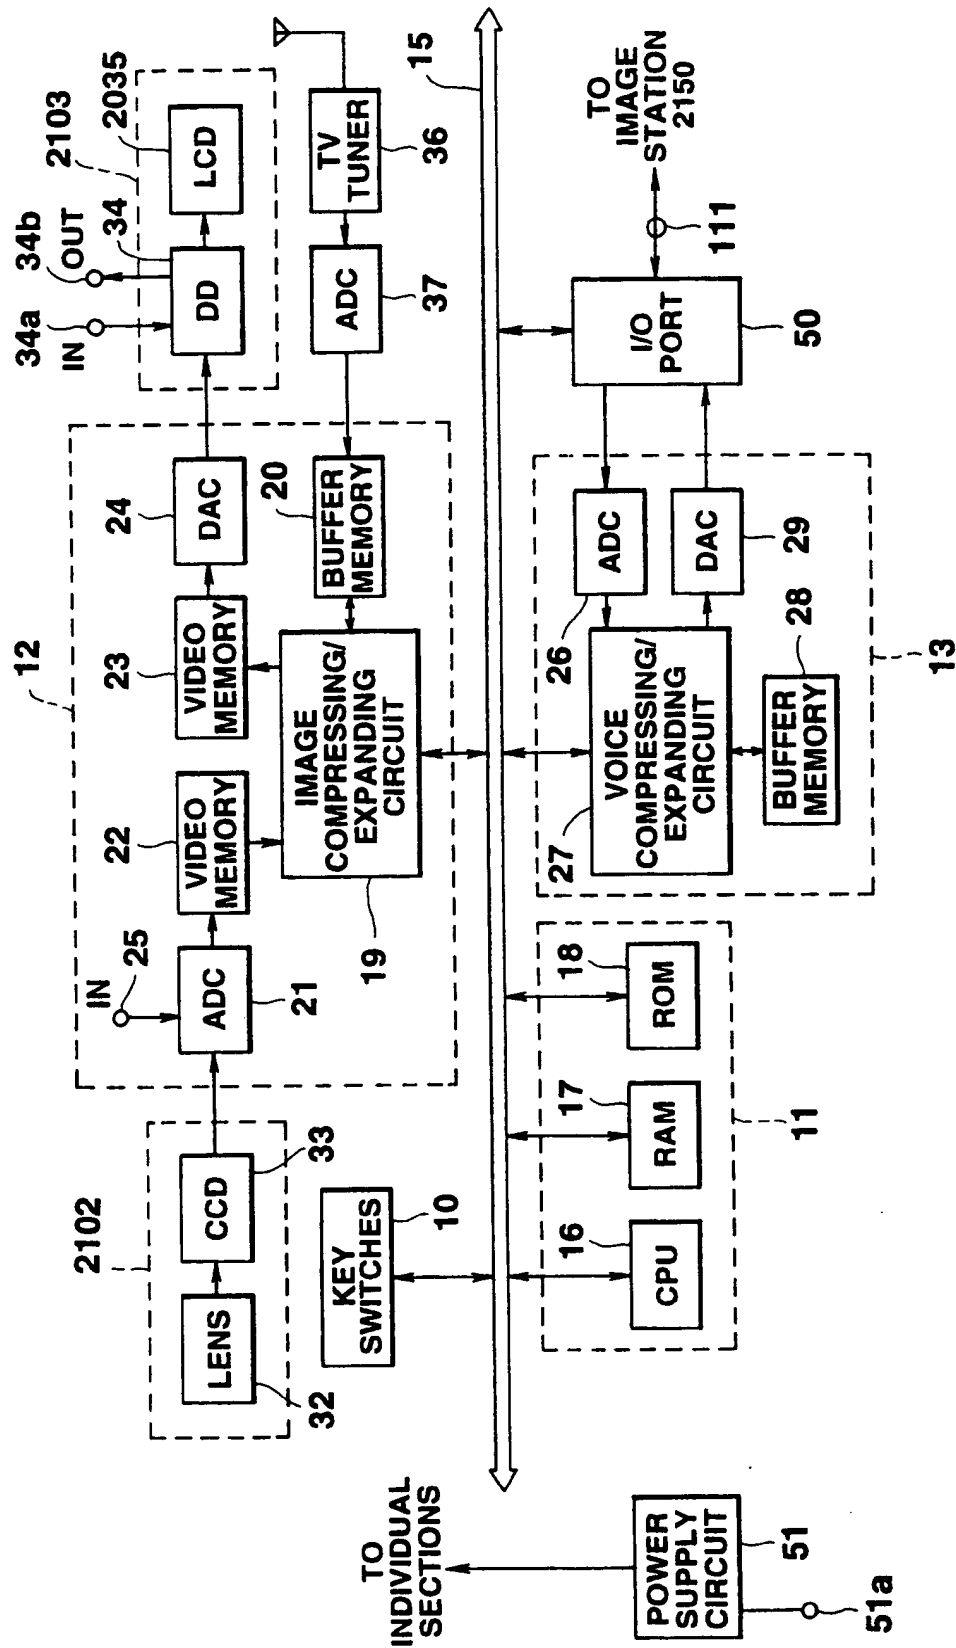 2102
LENS
32
CCD
33
12
IN
25
ADC
21
VIDEO
MEMORY
22
VIDEO
MEMORY
23
DAC
24
IMAGE
COMPRESSING/
EXPANDING
CIRCUIT
19
BUFFER
MEMORY
20
34a
IN
34b
OUT
34
DD
2103
2035
LCD
ADC
37
TV
TUNER
36
KEY
SWITCHES
10
15
TO
INDIVIDUAL
SECTIONS
POWER
SUPPLY
CIRCUIT
51
51a
16
CPU
17
RAM
18
ROM
11
27
VOICE
COMPRESSING/
EXPANDING
CIRCUIT
26
ADC
DAC
29
BUFFER
MEMORY
28
13
I/O
PORT
50
111
TO
IMAGE
STATION
2150